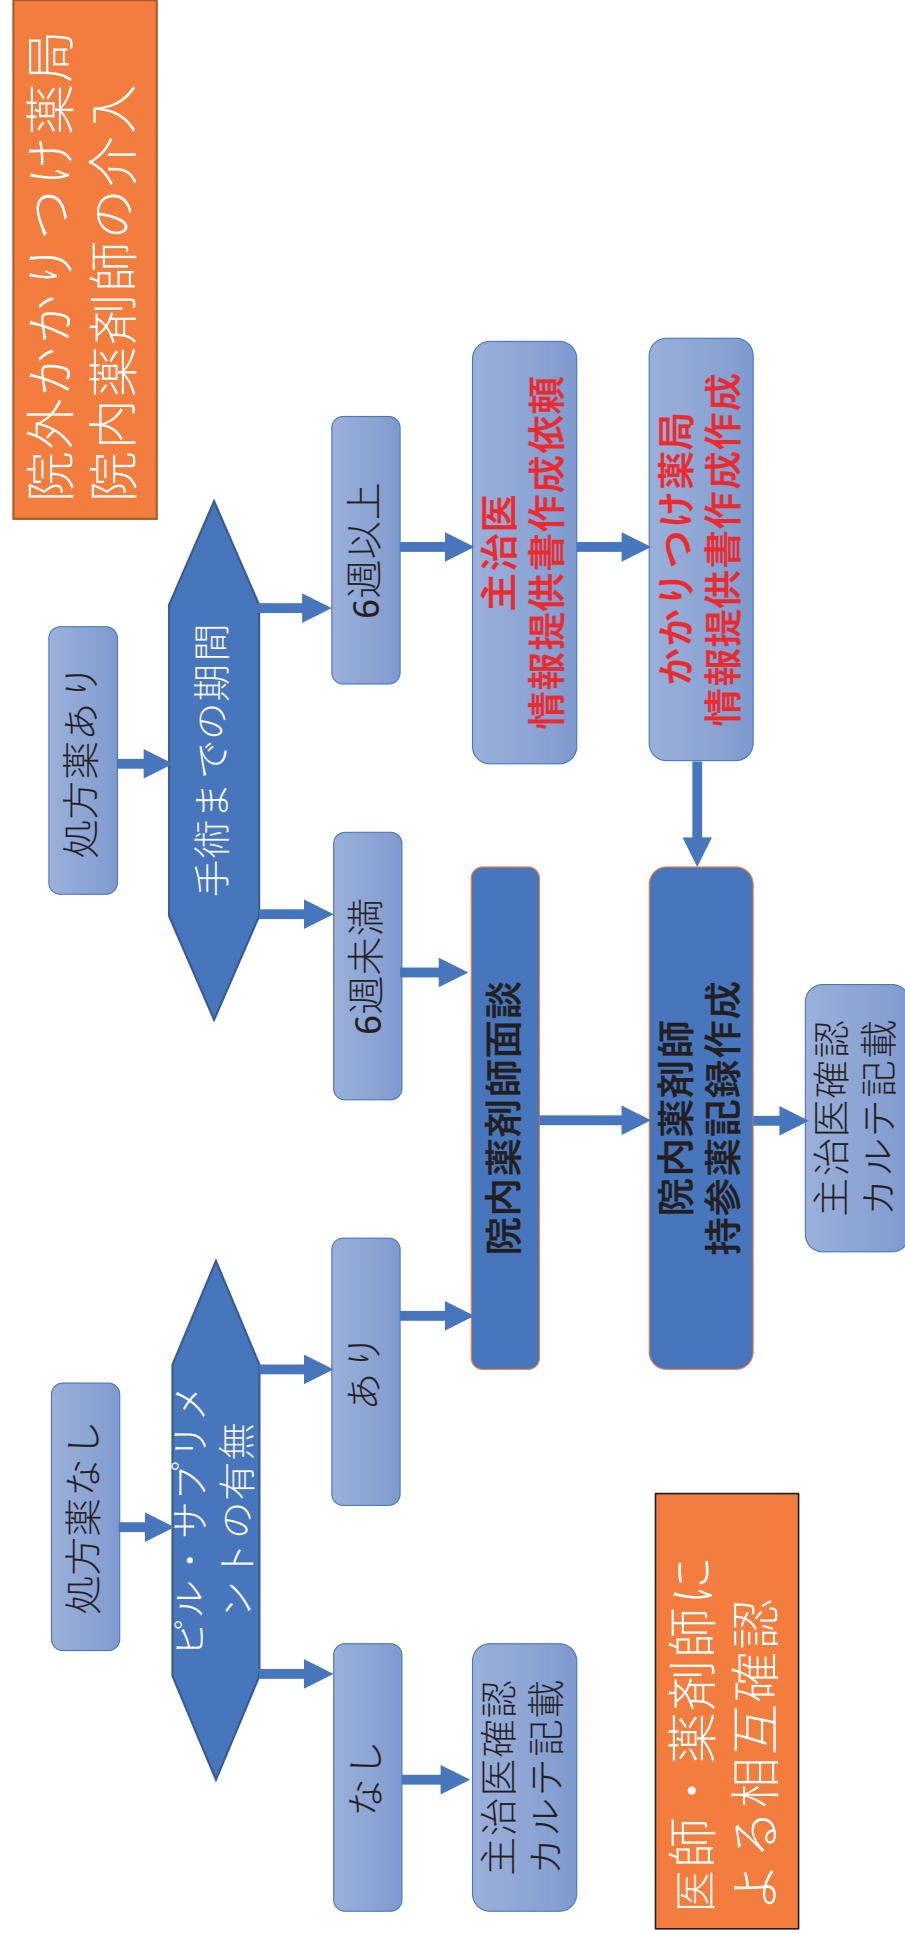 院外かかりつけ薬局
院内薬剤師の介入
処方薬なし
処方薬あり
ピル・サプリメ
ントの有無
手術までの期間
なし
あり
6週未満
6週以上
主治医確認
カルテ記載
院内薬剤師面談
主治医
情報提供書作成依頼
医師・薬剤師に
よる相互確認
院内薬剤師
持参薬記録作成
かかりつけ薬局
情報提供書作成作成
主治医確認
カルテ記載